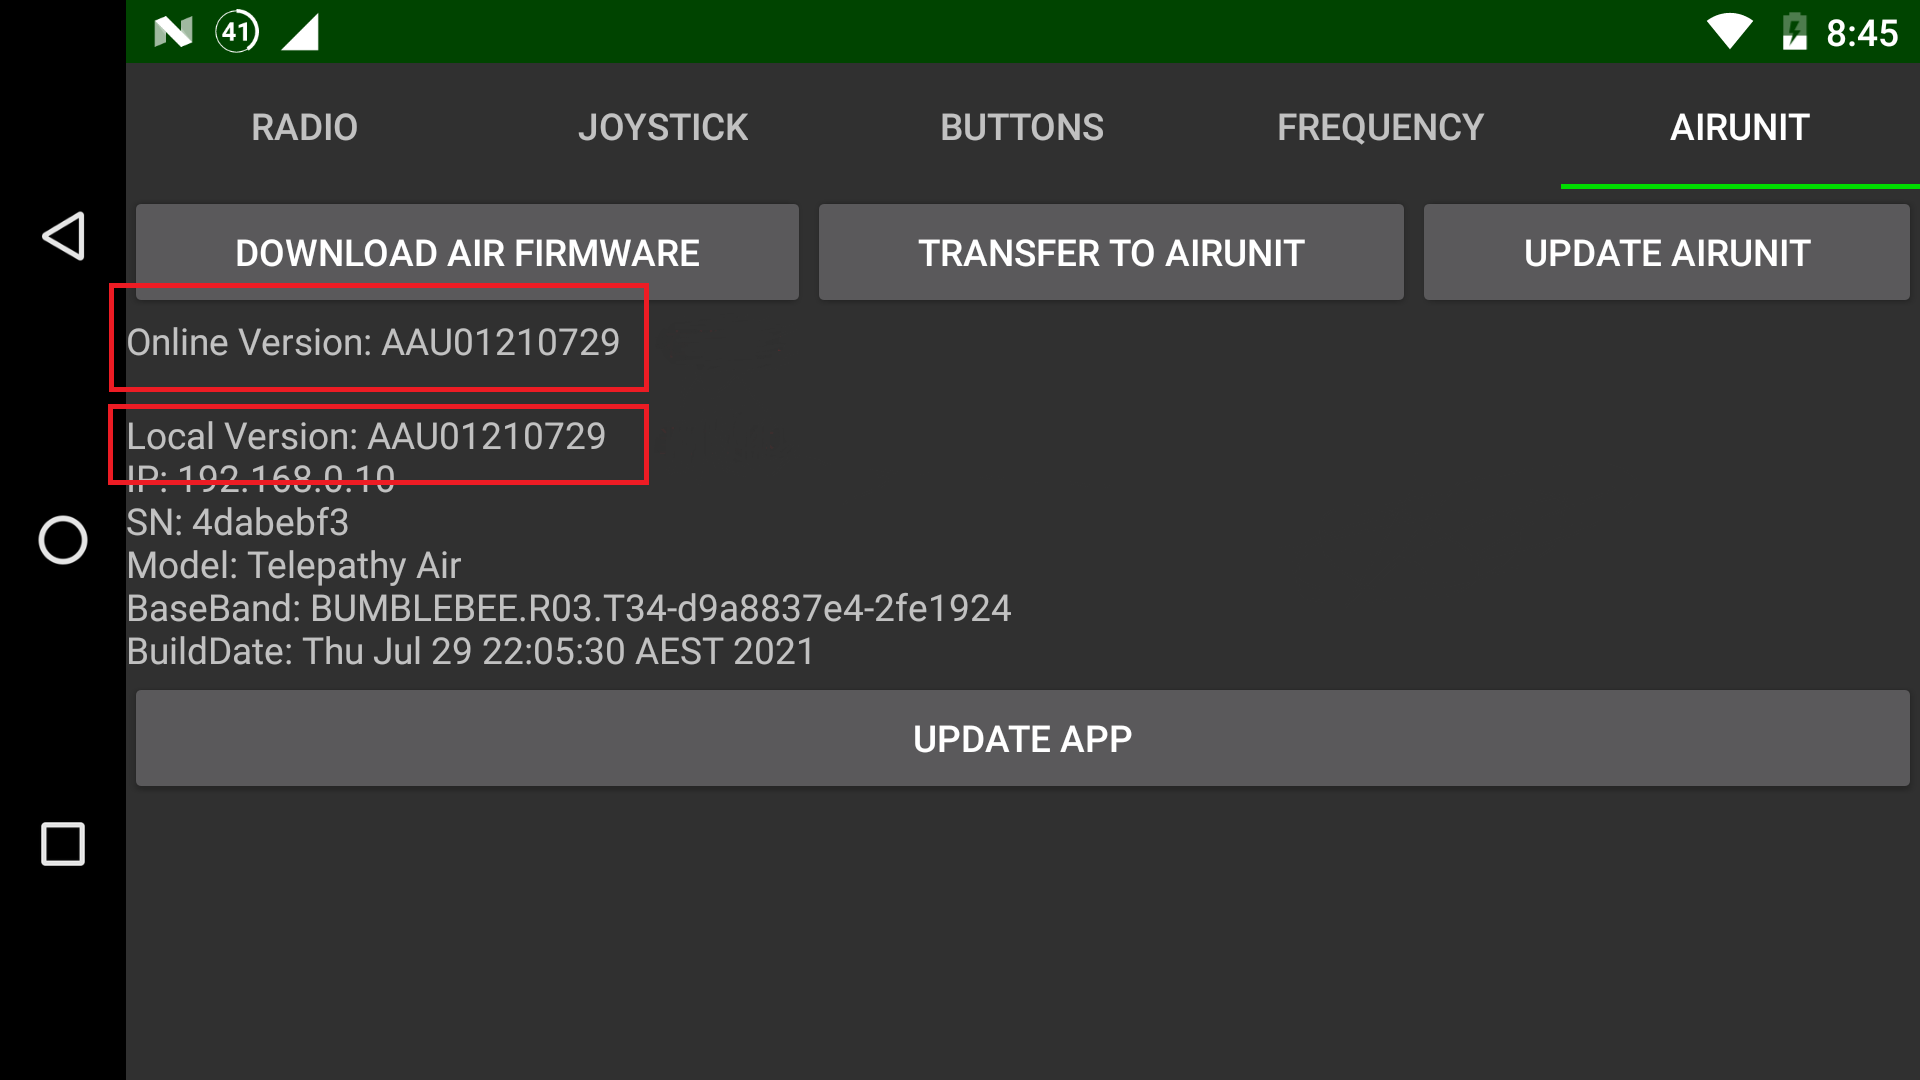 41 8:45
RADIO JOYSTICK BUTTONS FREQUENCY AIRUNIT
DOWNLOAD AIR FIRMWARE TRANSFER TO AIRUNIT UPDATE AIRUNIT
Online Version: AAU01210729
Local Version: AAU01210729
IP: 192.168.0.10
SN: 4dabebf3
Model: Telepathy Air
BaseBand: BUMBLEBEE.R03.T34-d9a8837e4-2fe1924
BuildDate: Thu Jul 29 22:05:30 AEST 2021
UPDATE APP